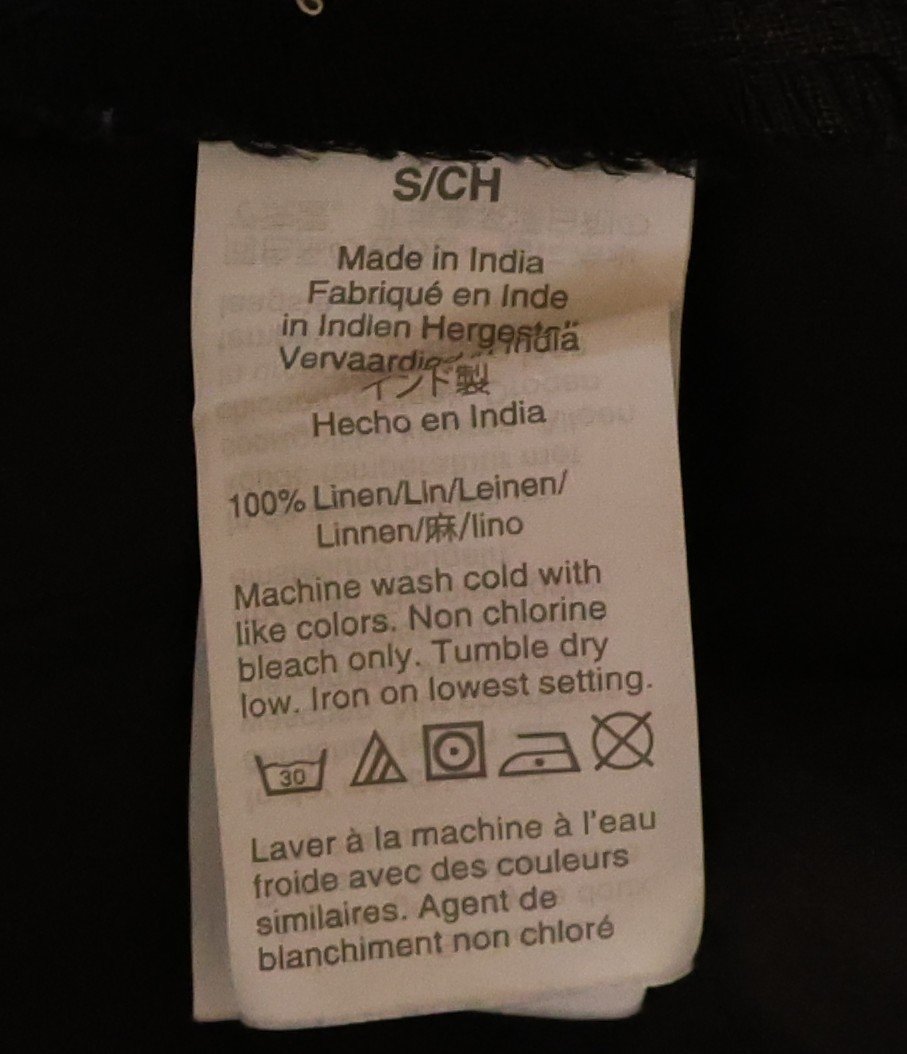 S/CH
Made in India
Fabriqué en Inde
in Indien
India
インド製
Hecho en India
100% Linen/Lin/Leinen/
Linnen/麻/lino
Machine wash cold with
like colors. Non chlorine
bleach only. Tumble dry
low. Iron on lowest setting.
30
Laver à la machine à l'eau
froide avec des couleurs
similaires. Agent de
blanchiment non chloré